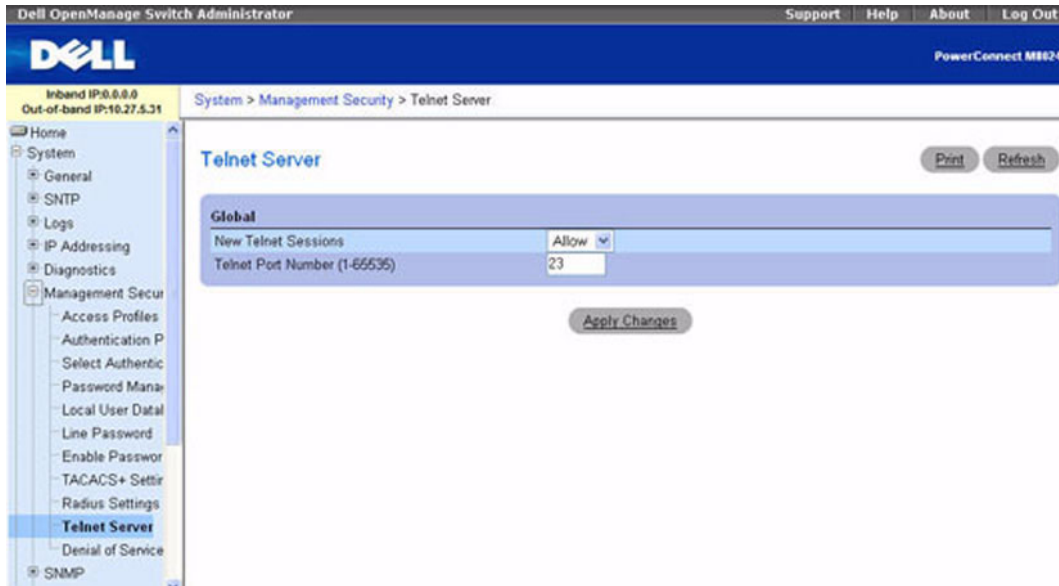 Dell OpenManage Switch Administrator Support Help About Log Out
DELL
PowerConnect M8024
Inband IP:0.0.0.0
Out-of-band IP:10.27.5.31
System > Management Security > Telnet Server
Home
System
General
SNTP
Logs
IP Addressing
Diagnostics
Management Secur
Access Profiles
Authentication P
Select Authentic
Password Mana
Local User Datal
Line Password
Enable Passwor
TACACS+ Settir
Radius Settings
Telnet Server
Denial of Service
SNMP
Telnet Server
Print Refresh
Global
New Telnet Sessions Allow
Telnet Port Number (1-65535) 23
Apply Changes